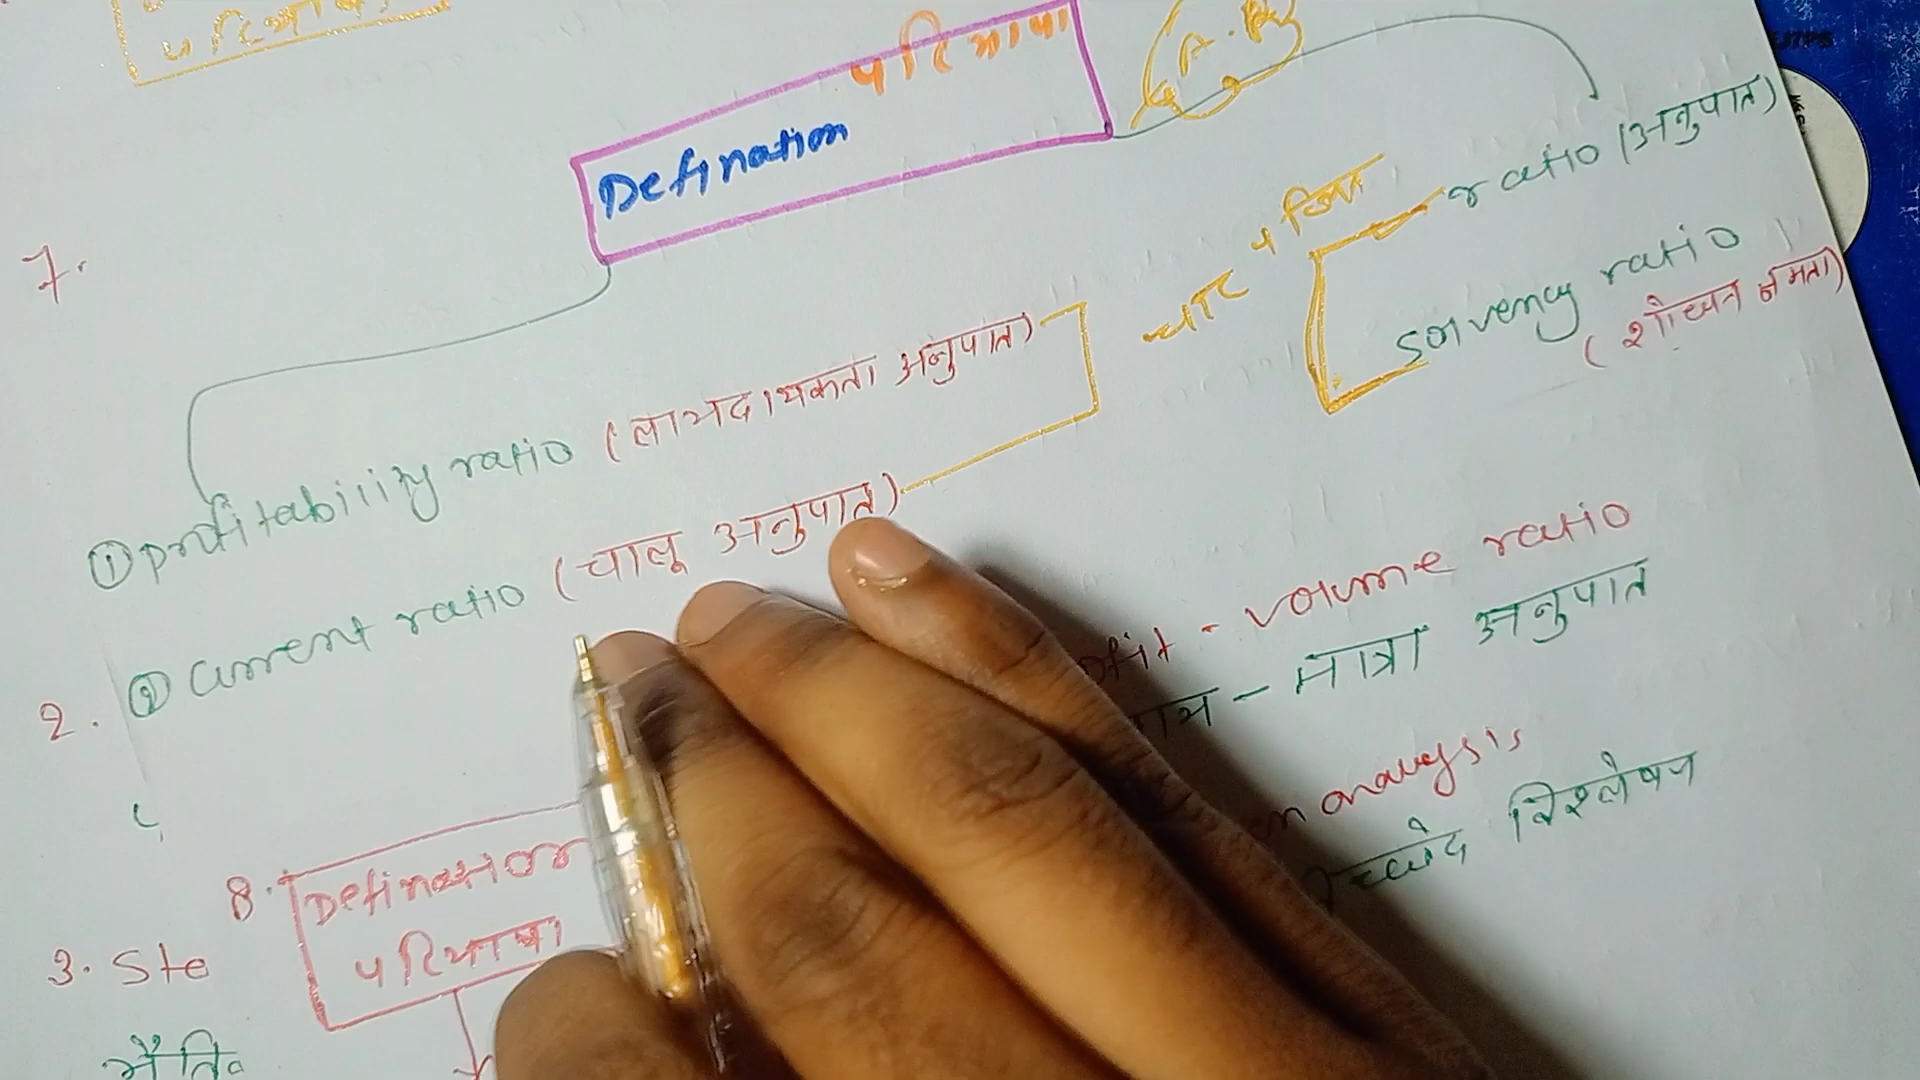 परिभाषा
परिभाषा
Defination
7.
ratio (अनुपात)
चार
solvency ratio
(शोधन क्षमता)
① profitability ratio (लाभदायकता अनुपात)
② current ratio (चालू अनुपात)
volume ratio
मात्रा अनुपात
2.
analysis
विश्लेषण
8. Defination
परिभाषा
3. Ste